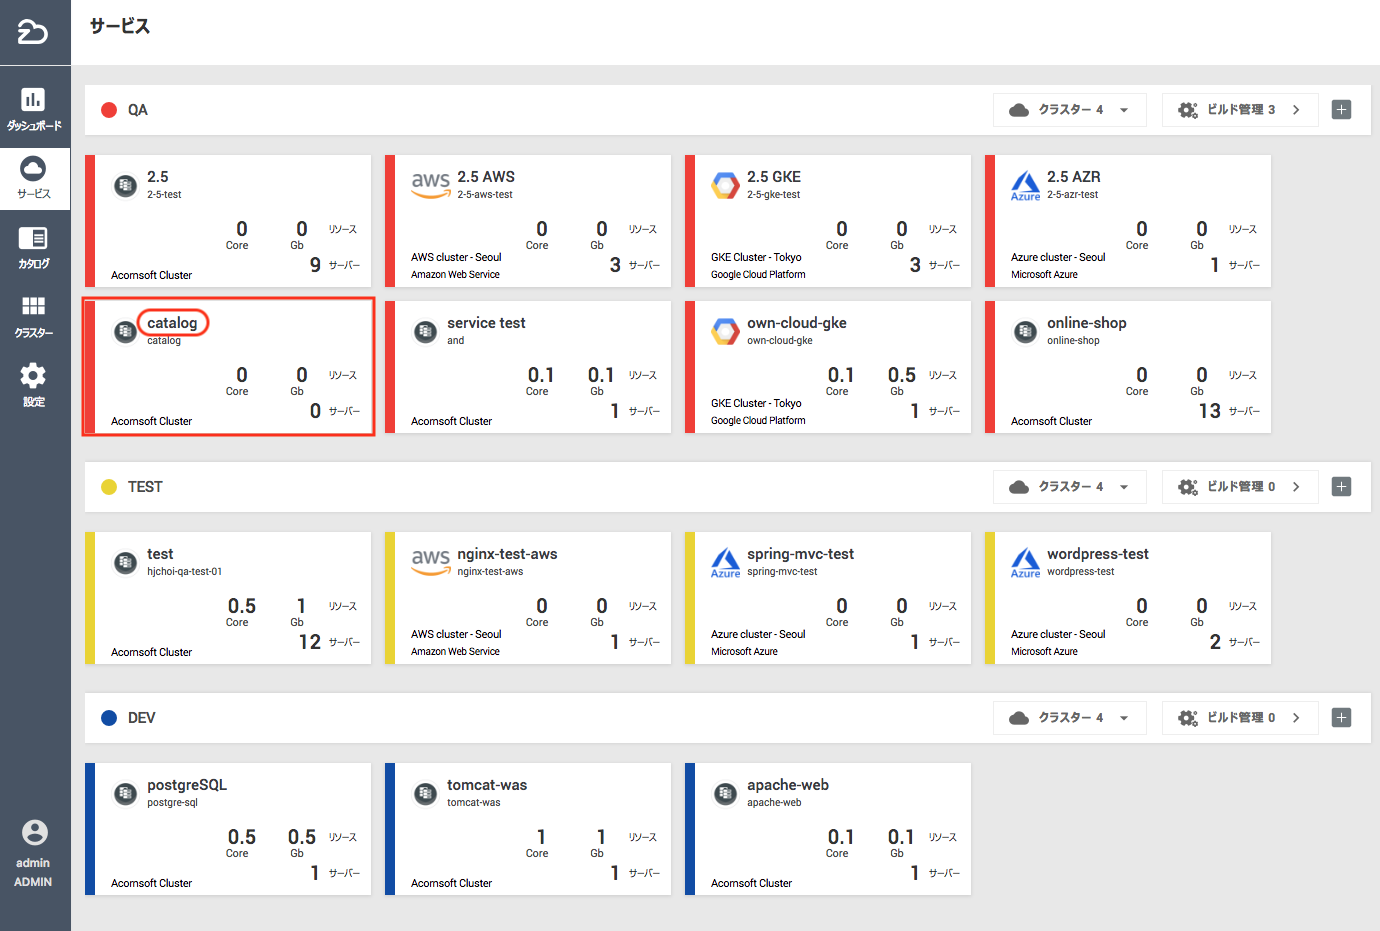 サービス
ダッシュボード
サービス
カタログ
クラスター
設定
admin
ADMIN
QA
クラスター 4
ビルド管理 3
2.5
2-5-test
0 0 リソース
Core Gb
9 サーバー
Acornsoft Cluster
aws
2.5 AWS
2-5-aws-test
0 0 リソース
Core Gb
AWS cluster - Seoul
3 サーバー
Amazon Web Service
2.5 GKE
2-5-gke-test
0 0 リソース
Core Gb
GKE Cluster - Tokyo
3 サーバー
Google Cloud Platform
Azure
2.5 AZR
2-5-azr-test
0 0 リソース
Core Gb
Azure cluster - Seoul
1 サーバー
Microsoft Azure
catalog
catalog
0 0 リソース
Core Gb
0 サーバー
Acornsoft Cluster
service test
and
0.1 0.1 リソース
Core Gb
1 サーバー
Acornsoft Cluster
own-cloud-gke
own-cloud-gke
0.1 0.5 リソース
Core Gb
GKE Cluster - Tokyo
1 サーバー
Google Cloud Platform
online-shop
online-shop
0 0 リソース
Core Gb
13 サーバー
Acornsoft Cluster
TEST
クラスター 4
ビルド管理 0
test
hjchoi-qa-test-01
0.5 1 リソース
Core Gb
12 サーバー
Acornsoft Cluster
aws
nginx-test-aws
nginx-test-aws
0 0 リソース
Core Gb
AWS cluster - Seoul
1 サーバー
Amazon Web Service
Azure
spring-mvc-test
spring-mvc-test
0 0 リソース
Core Gb
Azure cluster - Seoul
1 サーバー
Microsoft Azure
Azure
wordpress-test
wordpress-test
0 0 リソース
Core Gb
Azure cluster - Seoul
2 サーバー
Microsoft Azure
DEV
クラスター 4
ビルド管理 0
postgreSQL
postgre-sql
0.5 0.5 リソース
Core Gb
1 サーバー
Acornsoft Cluster
tomcat-was
tomcat-was
1 1 リソース
Core Gb
1 サーバー
Acornsoft Cluster
apache-web
apache-web
0.1 0.1 リソース
Core Gb
1 サーバー
Acornsoft Cluster